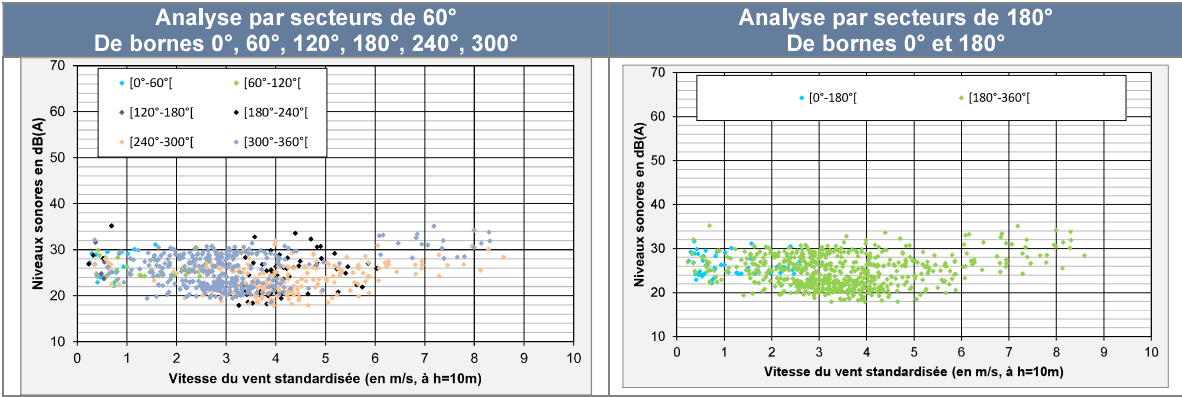 Analyse par secteurs de 60°
De bornes 0°, 60°, 120°, 180°, 240°, 300°
Niveaux sonores en dB(A)
70
60
50
40
30
20
10
[0°-60°[
[60°-120°[
[120°-180°[
[180°-240°[
[240°-300°[
[300°-360°[
0 1 2 3 4 5 6 7 8 9 10
Vitesse du vent standardisée (en m/s, à h=10m)
Analyse par secteurs de 180°
De bornes 0° et 180°
Niveaux sonores en dB(A)
70
60
50
40
30
20
10
[0°-180°[
[180°-360°[
0 1 2 3 4 5 6 7 8 9 10
Vitesse du vent standardisée (en m/s, à h=10m)